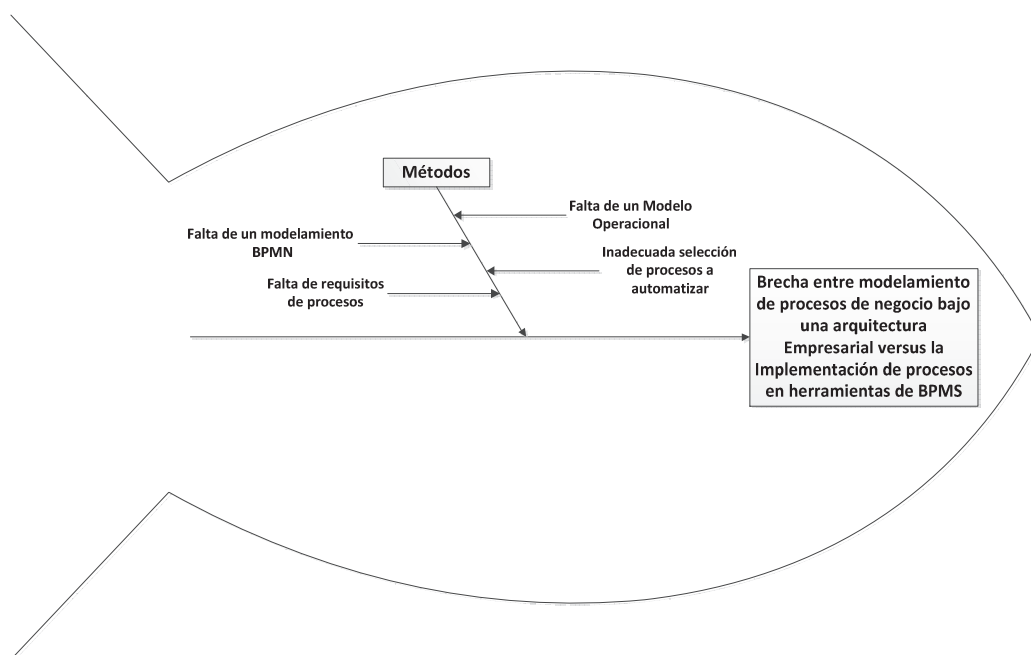 Métodos
Falta de un Modelo
Operacional
Falta de un modelamiento
BPMN
Inadecuada selección
de procesos a
automatizar
Falta de requisitos
de procesos
Brecha entre modelamiento
de procesos de negocio bajo
una arquitectura
Empresarial versus la
Implementación de procesos
en herramientas de BPMS